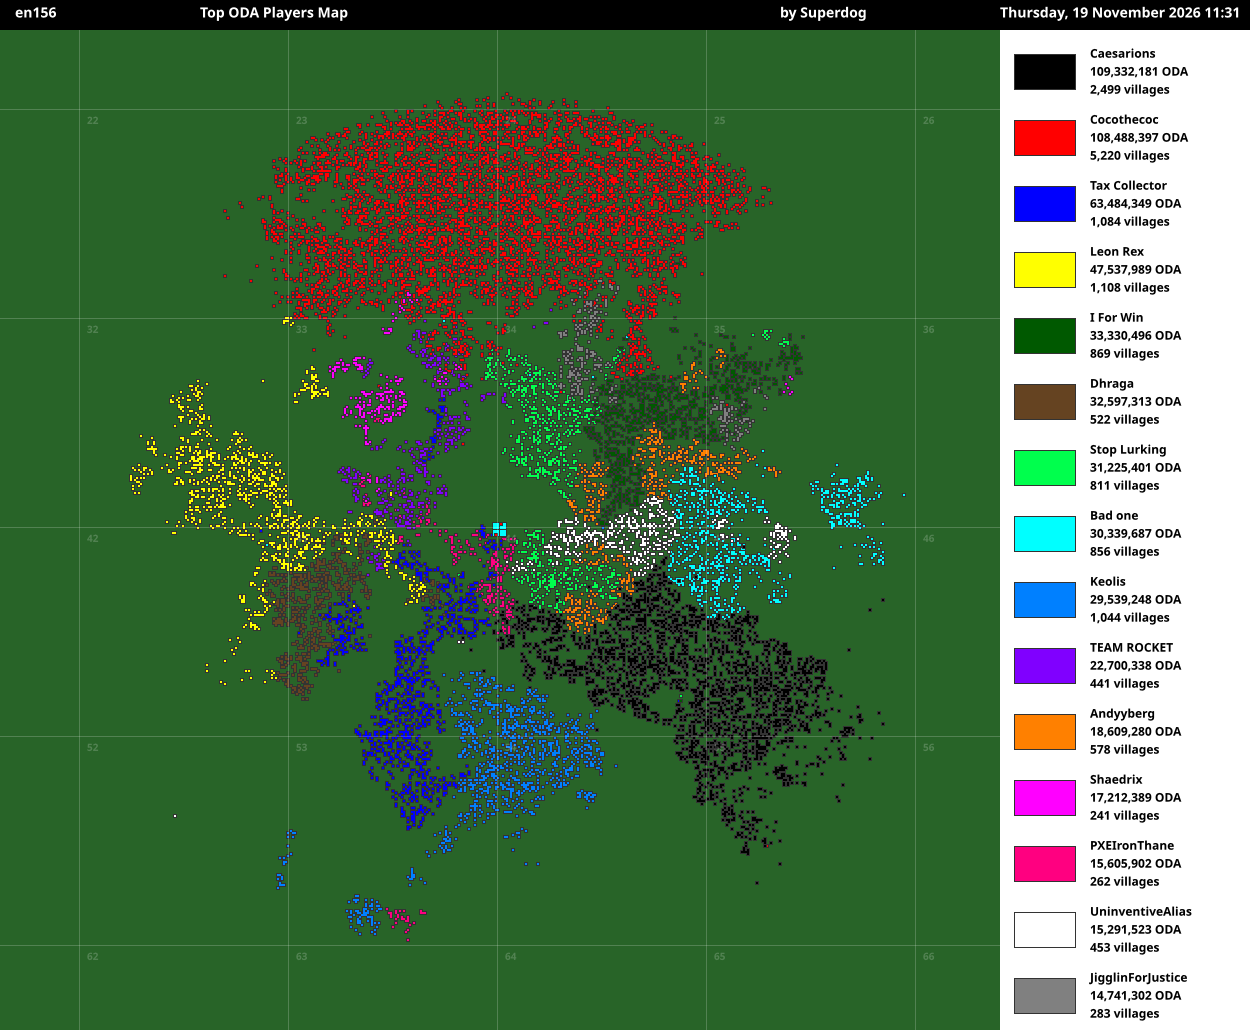 en156
Top ODA Players Map
by Superdog
Thursday, 19 November 2026 11:31
Caesarions
109,332,181 ODA
2,499 villages
Cocothecoc
108,488,397 ODA
5,220 villages
Tax Collector
63,484,349 ODA
1,084 villages
Leon Rex
47,537,989 ODA
1,108 villages
I For Win
33,330,496 ODA
869 villages
Dhraga
32,597,313 ODA
522 villages
Stop Lurking
31,225,401 ODA
811 villages
Bad one
30,339,687 ODA
856 villages
Keolis
29,539,248 ODA
1,044 villages
TEAM ROCKET
22,700,338 ODA
441 villages
Andyyberg
18,609,280 ODA
578 villages
Shaedrix
17,212,389 ODA
241 villages
PXEIronThane
15,605,902 ODA
262 villages
UninventiveAlias
15,291,523 ODA
453 villages
JigglinForJustice
14,741,302 ODA
283 villages
22
23
25
26
32
33
34
35
36
42
46
52
53
56
62
63
64
65
66